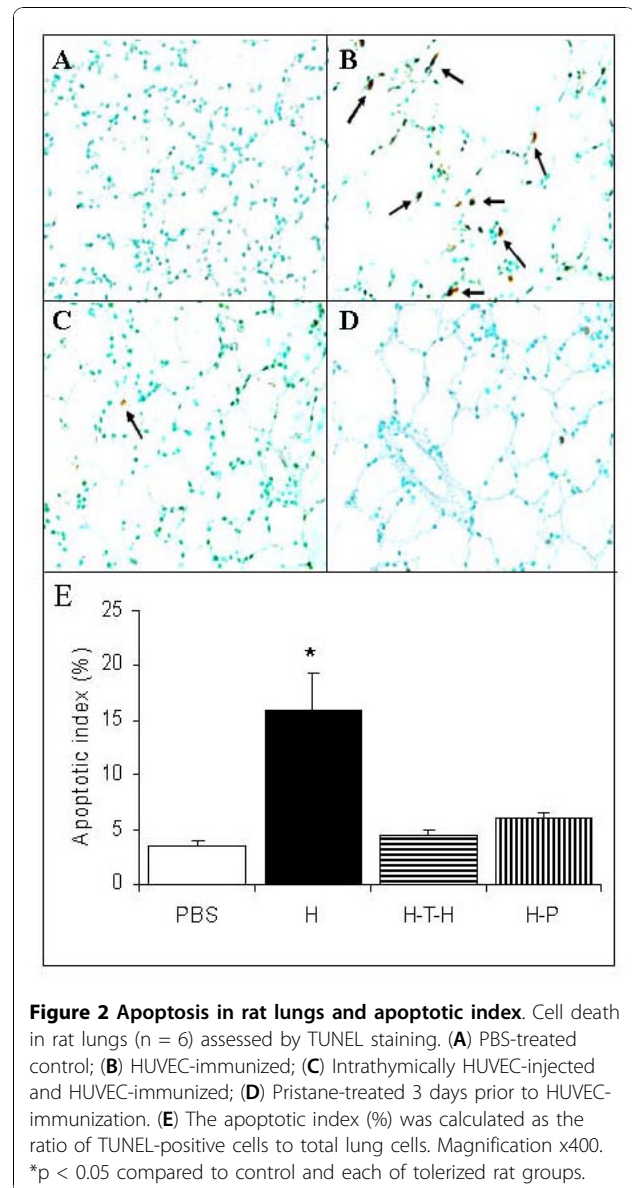 A
B
C
D
E
Apoptotic index (%)
25
20
15
10
5
0
*
PBS H H-T-H H-P
Figure 2 Apoptosis in rat lungs and apoptotic index. Cell death
in rat lungs (n = 6) assessed by TUNEL staining. (A) PBS-treated
control; (B) HUVEC-immunized; (C) Intrathymically HUVEC-injected
and HUVEC-immunized; (D) Pristane-treated 3 days prior to HUVEC-
immunization. (E) The apoptotic index (%) was calculated as the
ratio of TUNEL-positive cells to total lung cells. Magnification x400.
*p < 0.05 compared to control and each of tolerized rat groups.